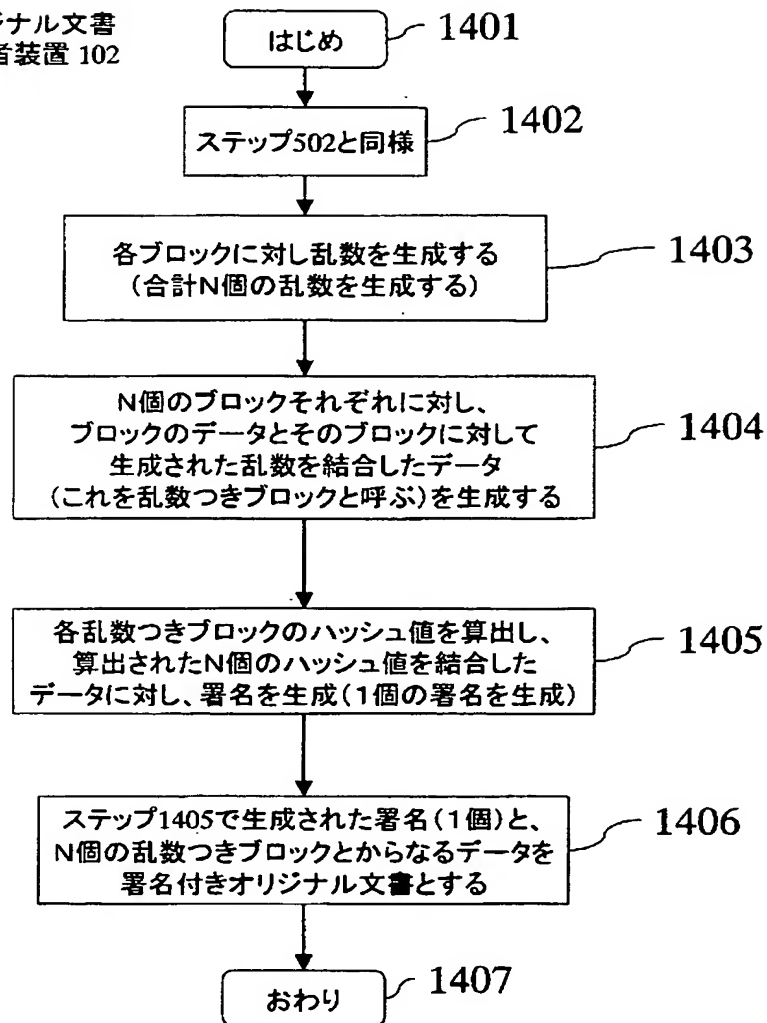 ジナル文書
者装置 102
はじめ
1401
ステップ502と同様
1402
各ブロックに対し乱数を生成する
(合計N個の乱数を生成する)
1403
N個のブロックそれぞれに対し、
ブロックのデータとそのブロックに対して
生成された乱数を結合したデータ
(これを乱数つきブロックと呼ぶ)を生成する
1404
各乱数つきブロックのハッシュ値を算出し、
算出されたN個のハッシュ値を結合した
データに対し、署名を生成(1個の署名を生成)
1405
ステップ1405で生成された署名(1個)と、
N個の乱数つきブロックとからなるデータを
署名付きオリジナル文書とする
1406
おわり
1407